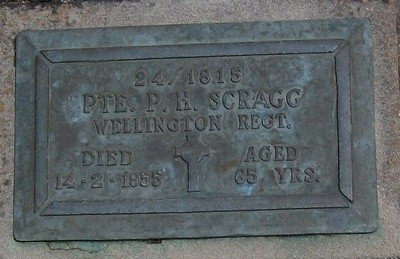 24/1815
PTE. P. H. SCRAGG
WELLINGTON REGT.
DIED AGED
14-2-1955 65 YRS.